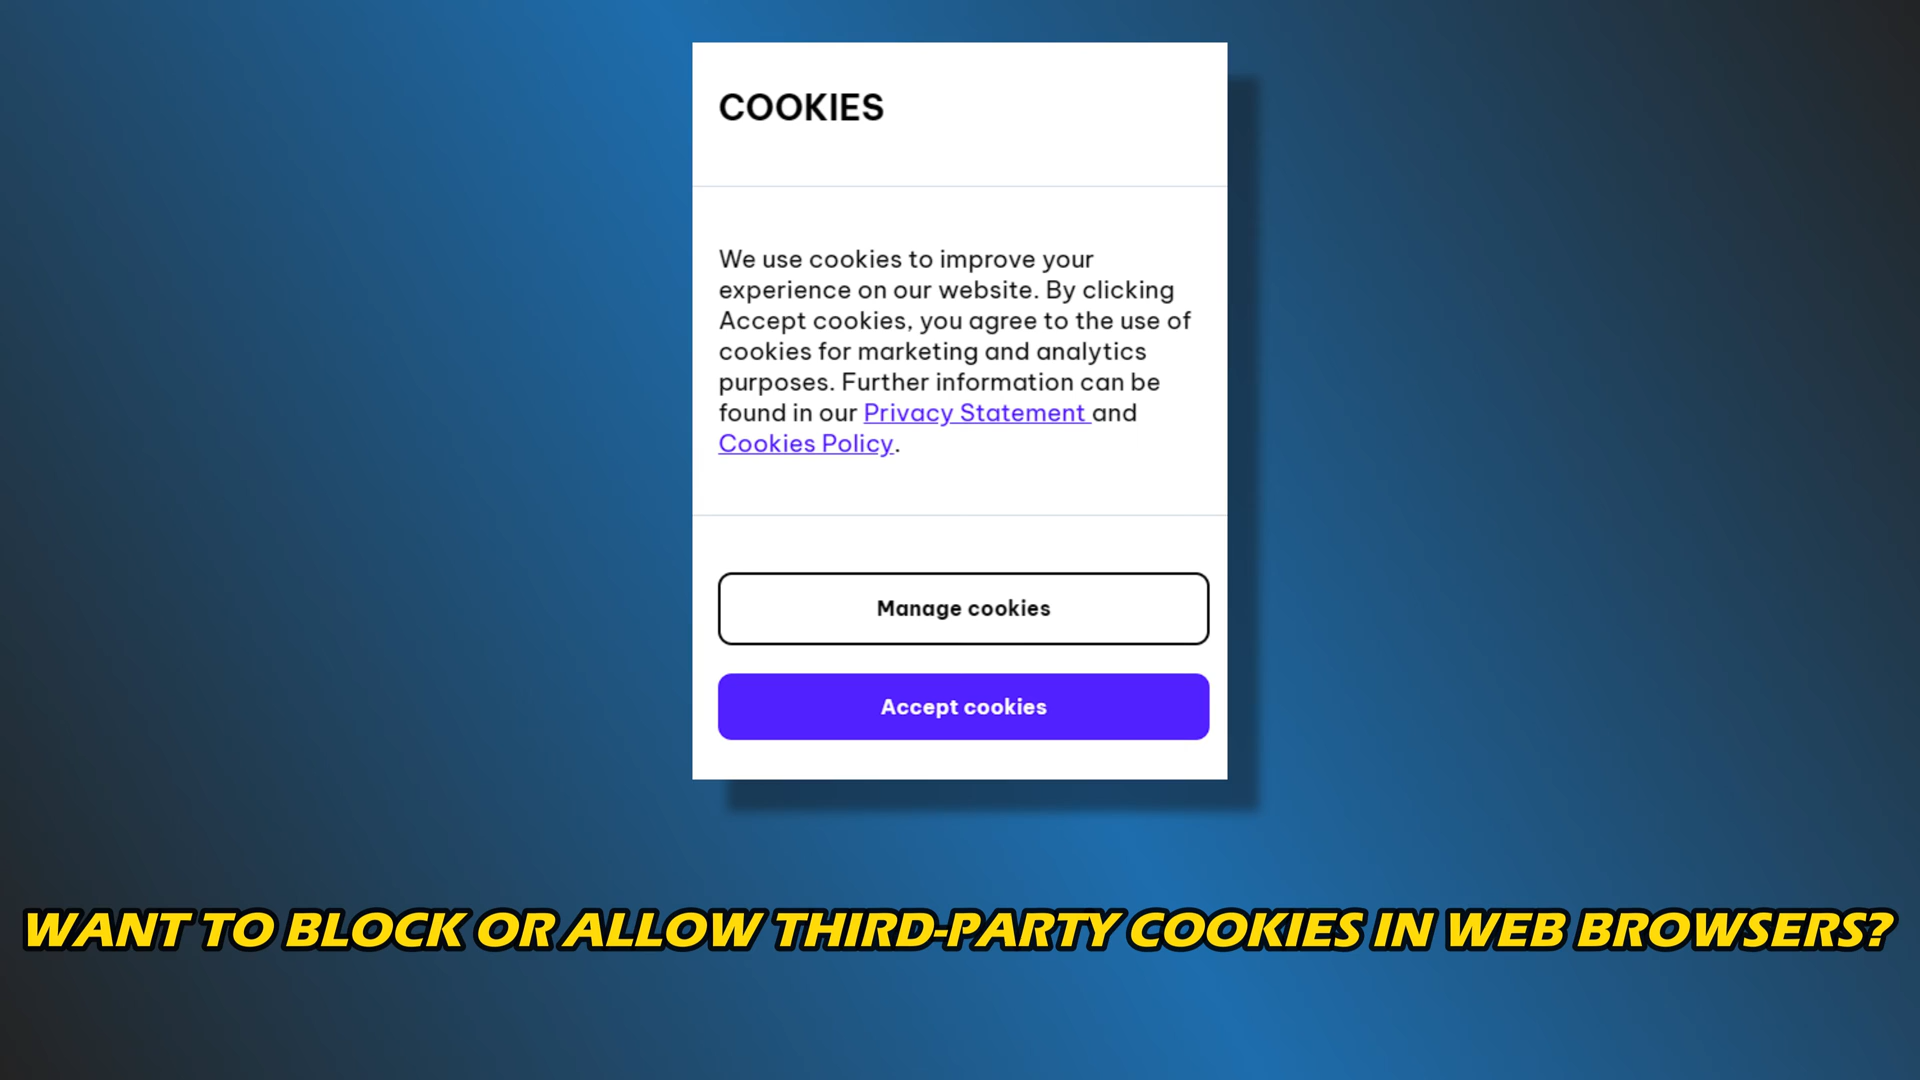 COOKIES
We use cookies to improve your
experience on our website. By clicking
Accept cookies, you agree to the use of
cookies for marketing and analytics
purposes. Further information can be
found in our Privacy Statement and
Cookies Policy.
Manage cookies
Accept cookies
WANT TO BLOCK OR ALLOW THIRD-PARTY COOKIES IN WEB BROWSERS?